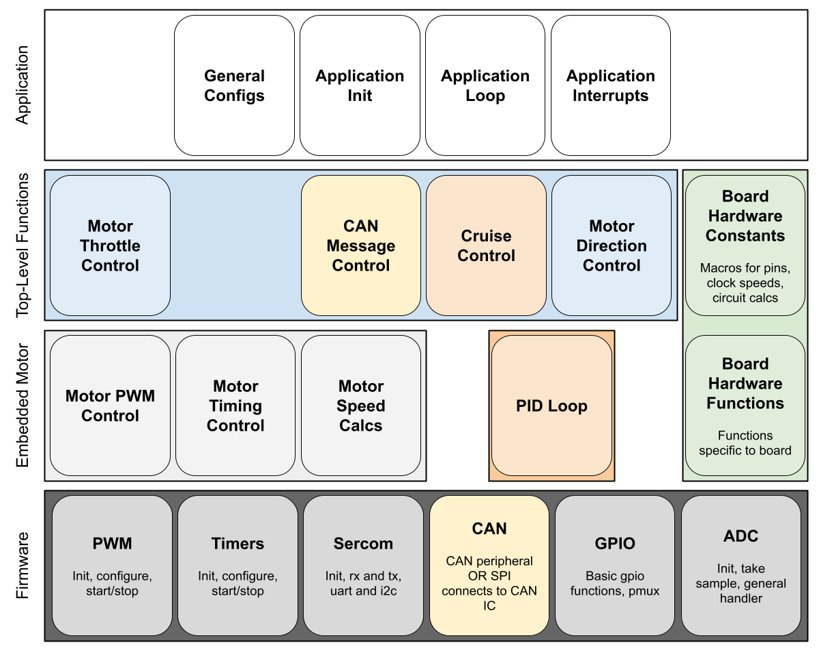 Application
General
Configs
Application
Init
Application
Loop
Application
Interrupts
Top-Level Functions
Motor
Throttle
Control
CAN
Message
Control
Cruise
Control
Motor
Direction
Control
Board
Hardware
Constants
Macros for pins,
clock speeds,
circuit calcs
Embedded Motor
Motor PWM
Control
Motor
Timing
Control
Motor
Speed
Calcs
PID Loop
Board
Hardware
Functions
Functions
specific to board
Firmware
PWM
Init, configure,
start/stop
Timers
Init, configure,
start/stop
Sercom
Init, rx and tx,
uart and i2c
CAN
CAN peripheral
OR SPI
connects to CAN
IC
GPIO
Basic gpio
functions, pmux
ADC
Init, take
sample, general
handler